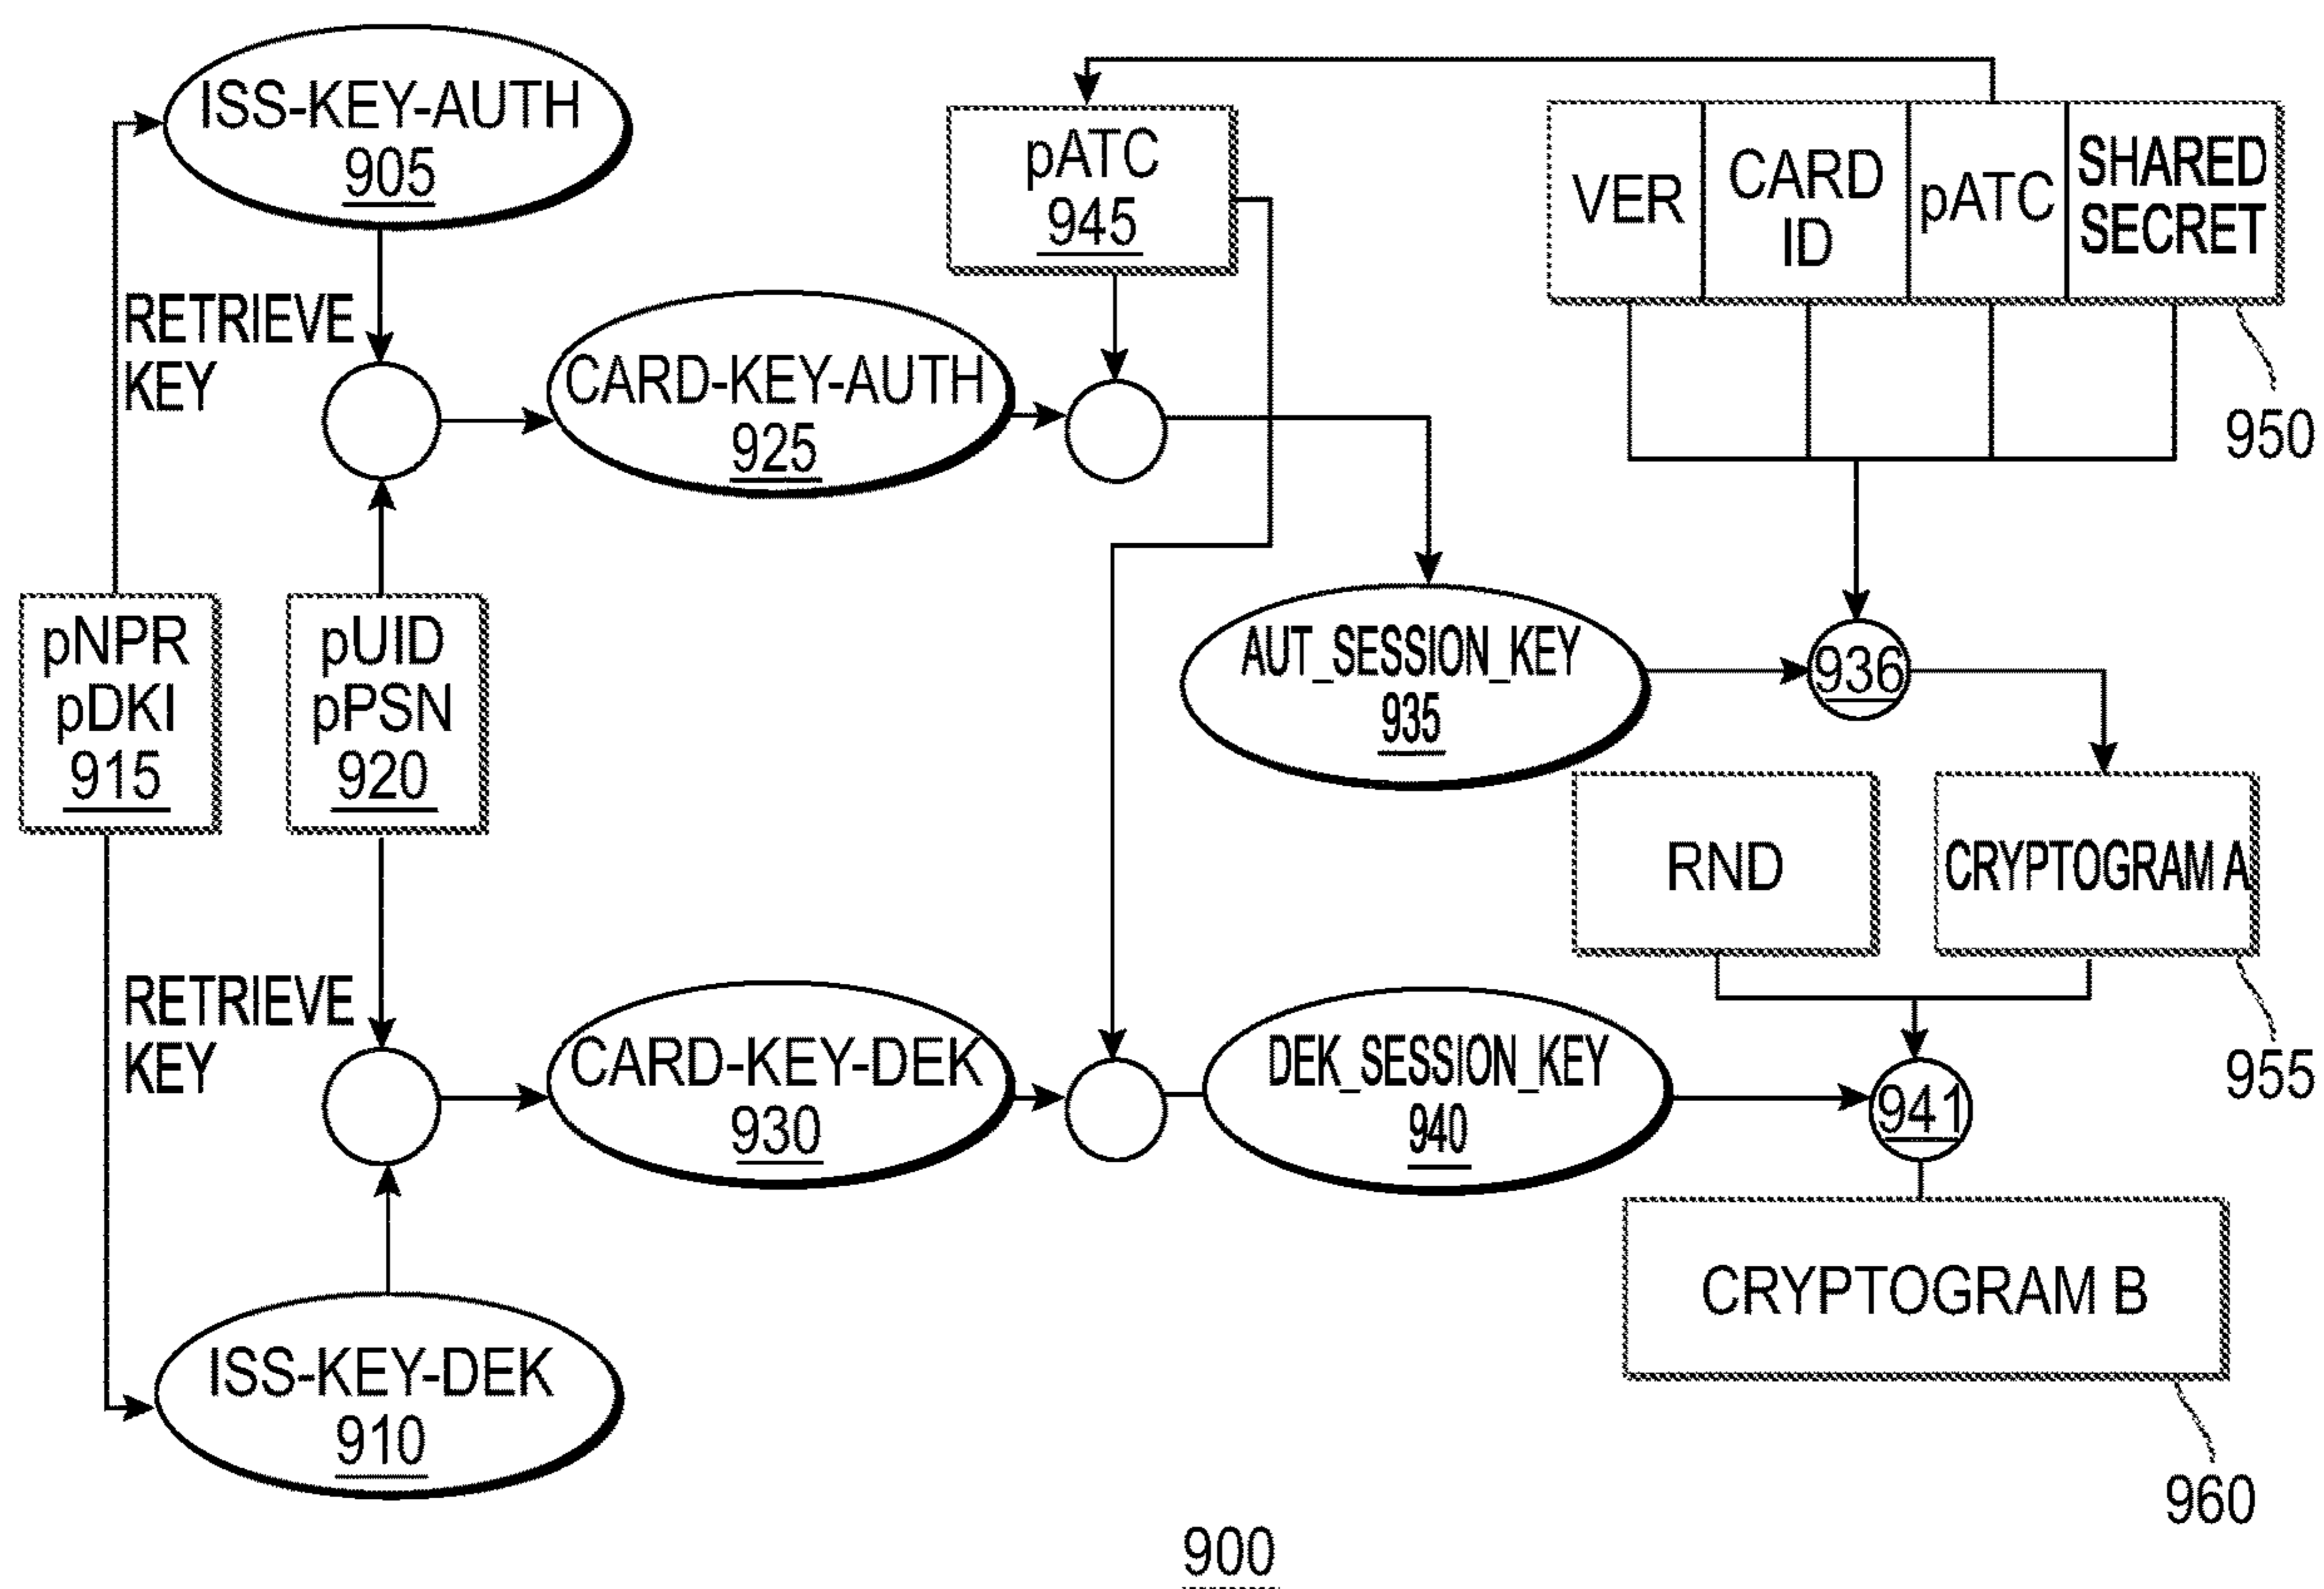 ISS-KEY-AUTH
905
RETRIEVE
KEY
pNPR
pDKI
915
pUID
pPSN
920
RETRIEVE
KEY
ISS-KEY-DEK
910
CARD-KEY-AUTH
925
CARD-KEY-DEK
930
pATC
945
VER
CARD
ID
pATC
SHARED
SECRET
950
AUT_SESSION_KEY
935
936
RND
CRYPTOGRAM A
955
DEK_SESSION_KEY
940
941
CRYPTOGRAM B
960
900